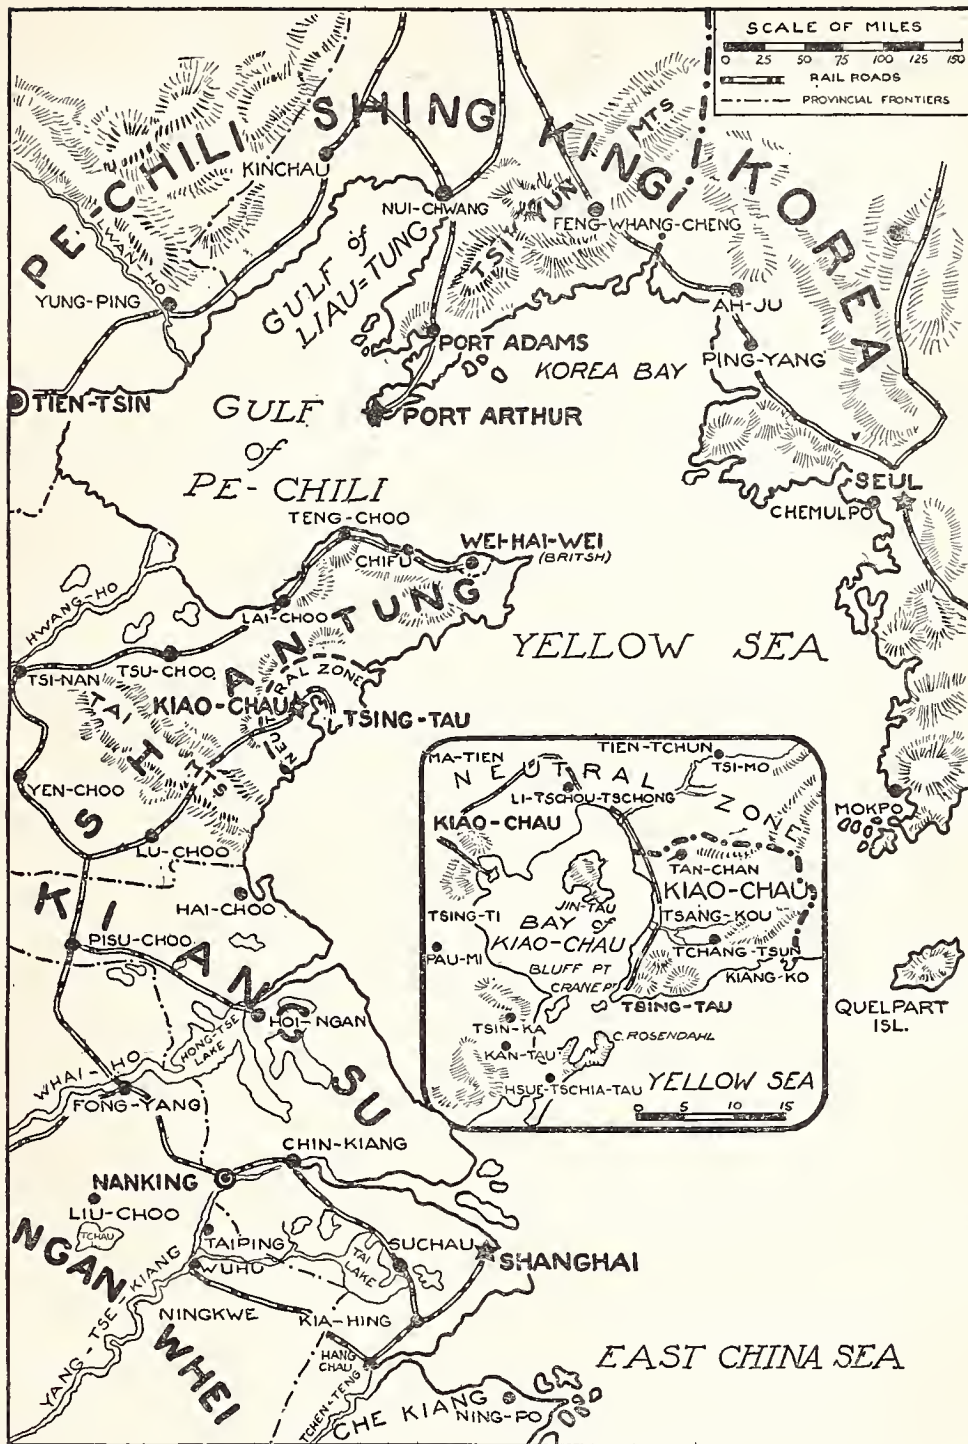 SCALE OF MILES
0 25 50 75 100 125 150
RAIL ROADS
PROVINCIAL FRONTIERS
PE-CHILI
SHING KING
KOREA
KINCHAU
NUI-CHWANG
TSI YUN MTS
FENG-WHANG-CHENG
LWAN-HO
YUNG-PING
GULF of
LIAU=TUNG
AH-JU
PORT ADAMS
KOREA BAY
PING-YANG
TIEN-TSIN
PORT ARTHUR
GULF
of
PE-CHILI
SEUL
CHEMULPO
TENG-CHOO
CHIFU
WEI-HAI-WEI
(BRITSH)
HWANG-HO
LAI-CHOO
SHANTUNG
YELLOW SEA
TSI-NAN
TSU-CHOO
NEUTRAL ZONE
KIAO-CHAU
TSING-TAU
TAI MTS
YEN-CHOO
LU-CHOO
MOKPO
HAI-CHOO
KIANG SU
PISU-CHOO
HOI-NGAN
HONG-TSE
LAKE
WHAI-HO
FONG-YANG
QUELPART
ISL.
MA-TIEN
TIEN-TCHUN
TSI-MO
NEUTRAL ZONE
LI-TSCHOU-TSCHONG
KIAO-CHAU
TAN-CHAN
KIAO-CHAU
JIN-TAU
TSING-TI
BAY of
KIAO-CHAU
TSANG-KOU
PAU-MI
TCHANG-TSUN
BLUFF PT
KIANG-KO
CRANE PT
TSING-TAU
TSIN-KA
C. ROSENDAHL
KAN-TAU
HSUE-TSCHIA-TAU
YELLOW SEA
0 5 10 15
CHIN-KIANG
NANKING
LIU-CHOO
TCHAU
TAIPING
SUCHAU
TAI
LAKE
SHANGHAI
WUHU
NGAN WHEI
YANG-TSE-KIANG
NINGKWE
KIA-HING
HANG
CHAU
TCHEN-TENG
EAST CHINA SEA
CHE KIANG
NING-PO